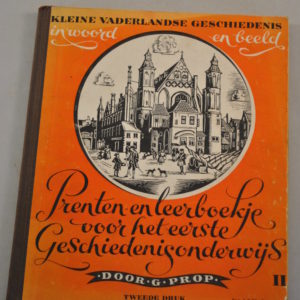 KLEINE VADERLANDSE GESCHIEDENIS
in woord en beeld
Prenten en leerboekje
voor het eerste
Geschiedenisonderwijs
II
• DOOR • G • PROP •
TWEEDE DRUK